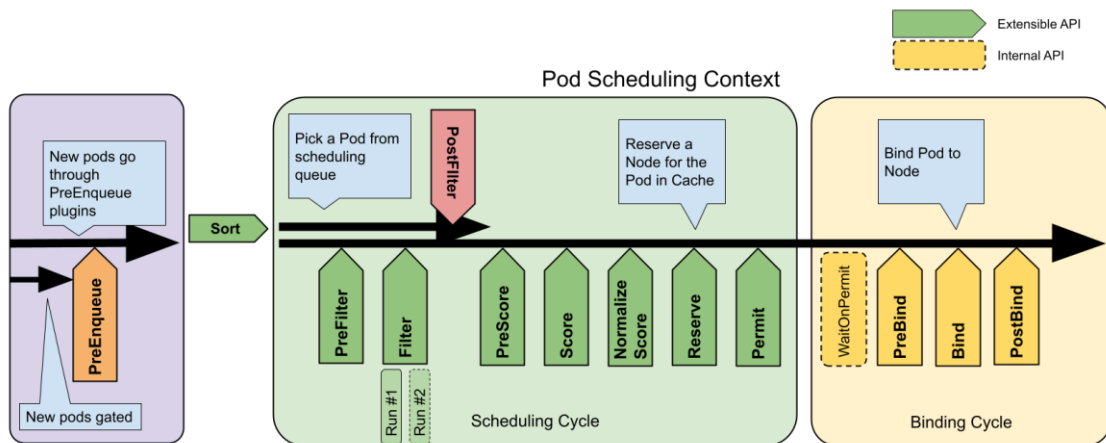 Extensible API
Internal API
Pod Scheduling Context
New pods go
through
PreEnqueue
plugins
PreEnqueue
New pods gated
Sort
Pick a Pod from
scheduling
queue
PostFIlter
Reserve a
Node for the
Pod in Cache
PreFilter
Filter
Run #1
Run #2
PreScore
Score
Normalize
Score
Reserve
Permit
Scheduling Cycle
Bind Pod to
Node
WaitOnPermit
PreBind
Bind
PostBind
Binding Cycle